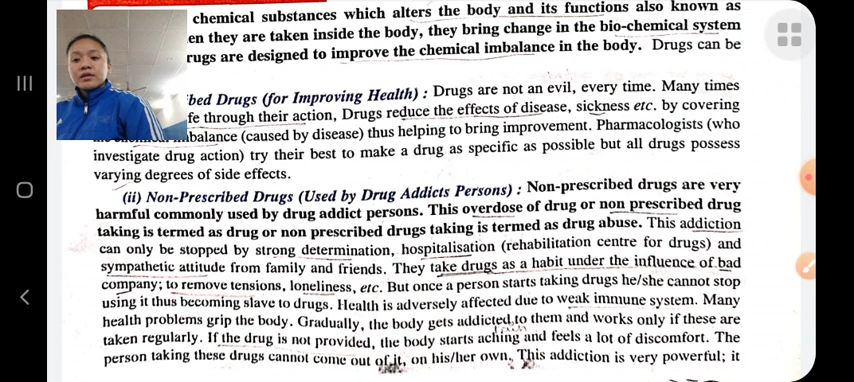 chemical substances which alters the body and its functions also known as
en they are taken inside the body, they bring change in the bio-chemical system
rugs are designed to improve the chemical imbalance in the body. Drugs can be
bed Drugs (for Improving Health) : Drugs are not an evil, every time. Many times
fe through their action, Drugs reduce the effects of disease, sickness etc. by covering
balance (caused by disease) thus helping to bring improvement. Pharmacologists (who
investigate drug action) try their best to make a drug as specific as possible but all drugs possess
varying degrees of side effects.
(ii) Non-Prescribed Drugs (Used by Drug Addicts Persons) : Non-prescribed drugs are very
harmful commonly used by drug addict persons. This overdose of drug or non prescribed drug
taking is termed as drug or non prescribed drugs taking is termed as drug abuse. This addiction
can only be stopped by strong determination, hospitalisation (rehabilitation centre for drugs) and
sympathetic attitude from family and friends. They take drugs as a habit under the influence of bad
company; to remove tensions, loneliness, etc. But once a person starts taking drugs he/she cannot stop
using it thus becoming slave to drugs. Health is adversely affected due to weak immune system. Many
health problems grip the body. Gradually, the body gets addicted to them and works only if these are
taken regularly. If the drug is not provided, the body starts aching and feels a lot of discomfort. The
person taking these drugs cannot come out of it, on his/her own. This addiction is very powerful; it